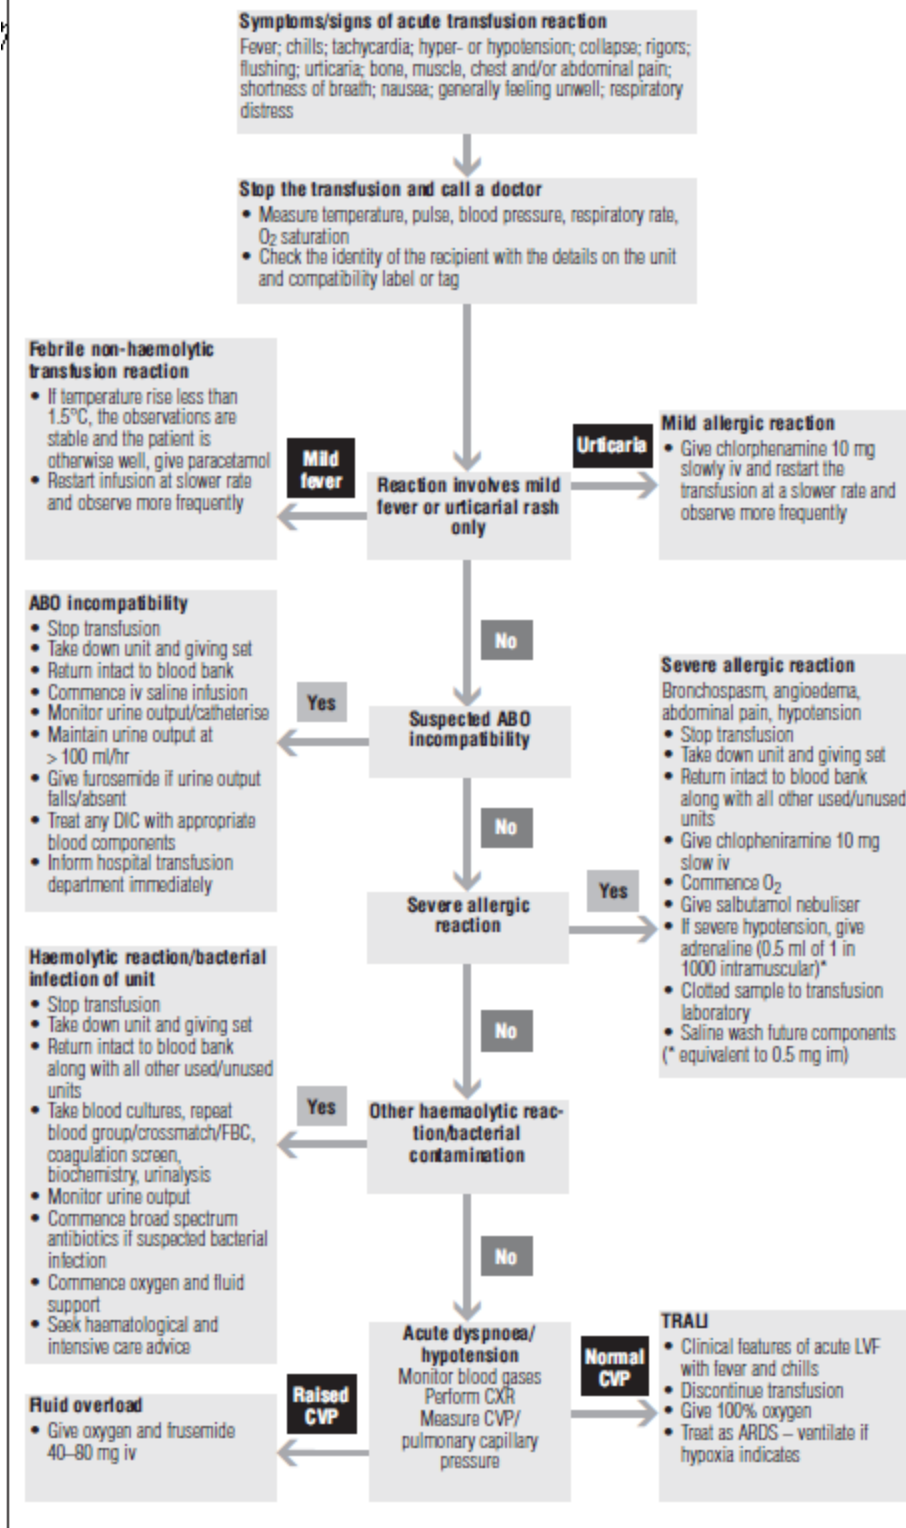 Symptoms/signs of acute transfusion reaction
Fever; chills; tachycardia; hyper- or hypotension; collapse; rigors;
flushing; urticaria; bone, muscle, chest and/or abdominal pain;
shortness of breath; nausea; generally feeling unwell; respiratory
distress
Stop the transfusion and call a doctor
• Measure temperature, pulse, blood pressure, respiratory rate,
O2 saturation
• Check the identity of the recipient with the details on the unit
and compatibility label or tag
Febrile non-haemolytic
transfusion reaction
• If temperature rise less than
1.5°C, the observations are
stable and the patient is
otherwise well, give paracetamol
• Restart infusion at slower rate
and observe more frequently
Mild
fever
Reaction involves mild
fever or urticarial rash
only
Urticaria
Mild allergic reaction
• Give chlorphenamine 10 mg
slowly iv and restart the
transfusion at a slower rate and
observe more frequently
No
ABO incompatibility
• Stop transfusion
• Take down unit and giving set
• Return intact to blood bank
• Commence iv saline infusion
• Monitor urine output/catheterise
• Maintain urine output at
> 100 ml/hr
• Give furosemide if urine output
falls/absent
• Treat any DIC with appropriate
blood components
• Inform hospital transfusion
department immediately
Yes
Suspected ABO
incompatibility
No
Severe allergic
reaction
Yes
Severe allergic reaction
Bronchospasm, angioedema,
abdominal pain, hypotension
• Stop transfusion
• Take down unit and giving set
• Return intact to blood bank
along with all other used/unused
units
• Give chlopheniramine 10 mg
slow iv
• Commence O2
• Give salbutamol nebuliser
• If severe hypotension, give
adrenaline (0.5 ml of 1 in
1000 intramuscular)*
• Clotted sample to transfusion
laboratory
• Saline wash future components
(* equivalent to 0.5 mg im)
No
Haemolytic reaction/bacterial
infection of unit
• Stop transfusion
• Take down unit and giving set
• Return intact to blood bank
along with all other used/unused
units
• Take blood cultures, repeat
blood group/crossmatch/FBC,
coagulation screen,
biochemistry, urinalysis
• Monitor urine output
• Commence broad spectrum
antibiotics if suspected bacterial
infection
• Commence oxygen and fluid
support
• Seek haematological and
intensive care advice
Yes
Other haemaolytic reac-
tion/bacterial
contamination
No
Acute dyspnoea/
hypotension
Monitor blood gases
Perform CXR
Measure CVP/
pulmonary capillary
pressure
Raised
CVP
Fluid overload
• Give oxygen and frusemide
40–80 mg iv
Normal
CVP
TRALI
• Clinical features of acute LVF
with fever and chills
• Discontinue transfusion
• Give 100% oxygen
• Treat as ARDS – ventilate if
hypoxia indicates